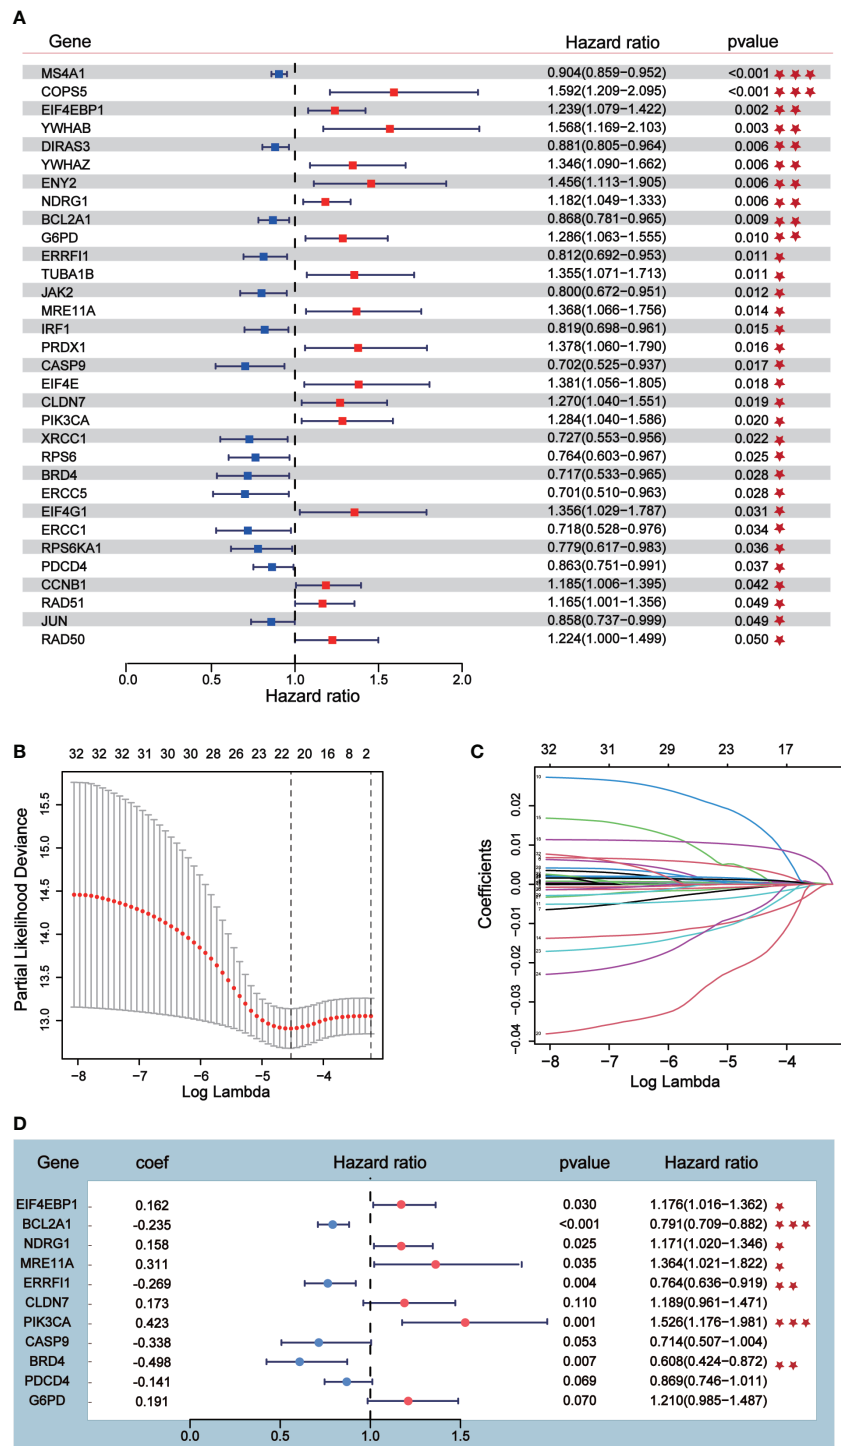 A
Gene Hazard ratio pvalue
MS4A1 0.904(0.859−0.952) <0.001
COPS5 1.592(1.209−2.095) <0.001
EIF4EBP1 1.239(1.079−1.422) 0.002
YWHAB 1.568(1.169−2.103) 0.003
DIRAS3 0.881(0.805−0.964) 0.006
YWHAZ 1.346(1.090−1.662) 0.006
ENY2 1.456(1.113−1.905) 0.006
NDRG1 1.182(1.049−1.333) 0.006
BCL2A1 0.868(0.781−0.965) 0.009
G6PD 1.286(1.063−1.555) 0.010
ERRFI1 0.812(0.692−0.953) 0.011
TUBA1B 1.355(1.071−1.713) 0.011
JAK2 0.800(0.672−0.951) 0.012
MRE11A 1.368(1.066−1.756) 0.014
IRF1 0.819(0.698−0.961) 0.015
PRDX1 1.378(1.060−1.790) 0.016
CASP9 0.702(0.525−0.937) 0.017
EIF4E 1.381(1.056−1.805) 0.018
CLDN7 1.270(1.040−1.551) 0.019
PIK3CA 1.284(1.040−1.586) 0.020
XRCC1 0.727(0.553−0.956) 0.022
RPS6 0.764(0.603−0.967) 0.025
BRD4 0.717(0.533−0.965) 0.028
ERCC5 0.701(0.510−0.963) 0.028
EIF4G1 1.356(1.029−1.787) 0.031
ERCC1 0.718(0.528−0.976) 0.034
RPS6KA1 0.779(0.617−0.983) 0.036
PDCD4 0.863(0.751−0.991) 0.037
CCNB1 1.185(1.006−1.395) 0.042
RAD51 1.165(1.001−1.356) 0.049
JUN 0.858(0.737−0.999) 0.049
RAD50 1.224(1.000−1.499) 0.050
0.0 0.5 1.0 1.5 2.0
Hazard ratio
B
32 32 32 31 30 30 28 26 23 22 20 16 8 2
Partial Likelihood Deviance
15.5
15.0
14.5
14.0
13.5
13.0
−8 −7 −6 −5 −4
Log Lambda
C
32 31 29 23 17
Coefficients
0.02
0.01
0.00
−0.01
−0.02
−0.03
−0.04
−8 −7 −6 −5 −4
Log Lambda
D
Gene coef Hazard ratio pvalue Hazard ratio
EIF4EBP1 0.162 0.030 1.176(1.016−1.362)
BCL2A1 -0.235 <0.001 0.791(0.709−0.882)
NDRG1 0.158 0.025 1.171(1.020−1.346)
MRE11A 0.311 0.035 1.364(1.021−1.822)
ERRFI1 -0.269 0.004 0.764(0.636−0.919)
CLDN7 0.173 0.110 1.189(0.961−1.471)
PIK3CA 0.423 0.001 1.526(1.176−1.981)
CASP9 -0.338 0.053 0.714(0.507−1.004)
BRD4 -0.498 0.007 0.608(0.424−0.872)
PDCD4 -0.141 0.069 0.869(0.746−1.011)
G6PD 0.191 0.070 1.210(0.985−1.487)
0.0 0.5 1.0 1.5